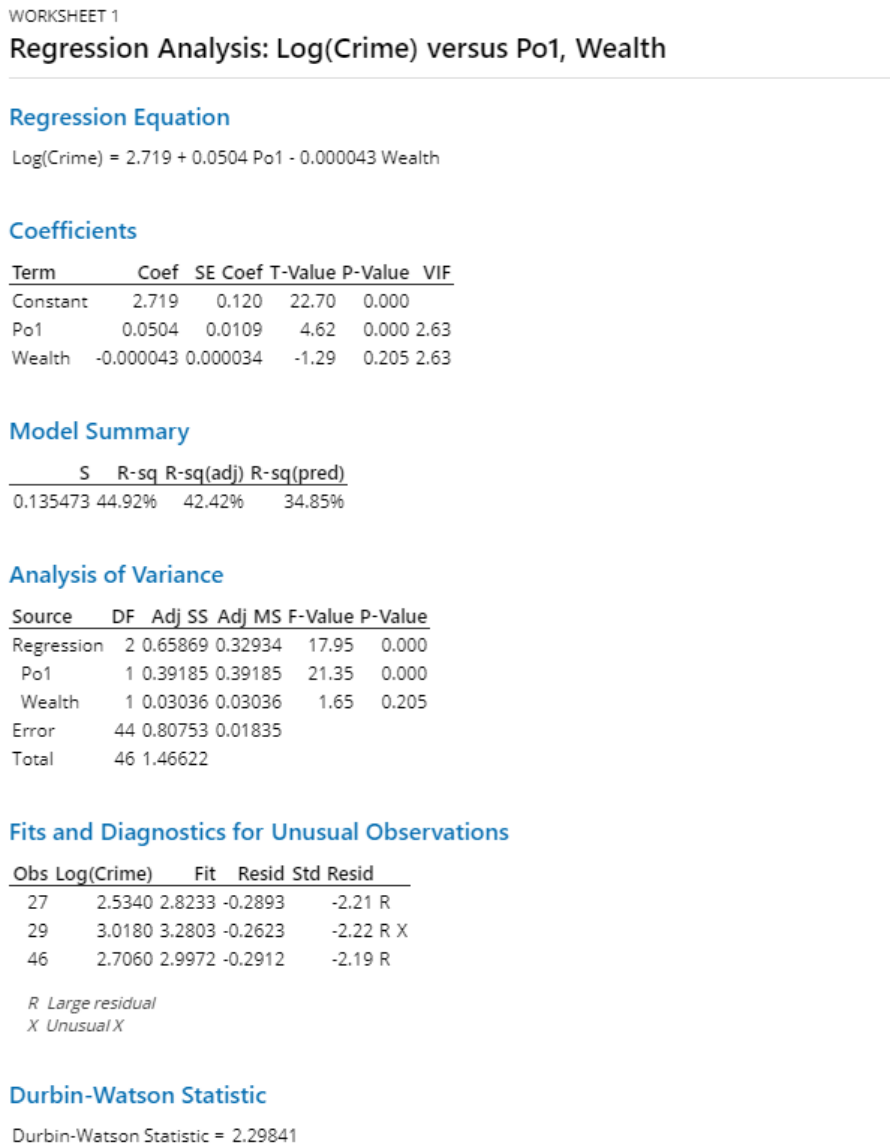 WORKSHEET 1
Regression Analysis: Log(Crime) versus Po1, Wealth
Regression Equation
Log(Crime) = 2.719 + 0.0504 Po1 - 0.000043 Wealth
Coefficients
Term Coef SE Coef T-Value P-Value VIF
Constant 2.719 0.120 22.70 0.000
Po1 0.0504 0.0109 4.62 0.000 2.63
Wealth -0.000043 0.000034 -1.29 0.205 2.63
Model Summary
S R-sq R-sq(adj) R-sq(pred)
0.135473 44.92% 42.42% 34.85%
Analysis of Variance
Source DF Adj SS Adj MS F-Value P-Value
Regression 2 0.65869 0.32934 17.95 0.000
Po1 1 0.39185 0.39185 21.35 0.000
Wealth 1 0.03036 0.03036 1.65 0.205
Error 44 0.80753 0.01835
Total 46 1.46622
Fits and Diagnostics for Unusual Observations
Obs Log(Crime) Fit Resid Std Resid
27 2.5340 2.8233 -0.2893 -2.21 R
29 3.0180 3.2803 -0.2623 -2.22 R X
46 2.7060 2.9972 -0.2912 -2.19 R
R Large residual
X Unusual X
Durbin-Watson Statistic
Durbin-Watson Statistic = 2.29841